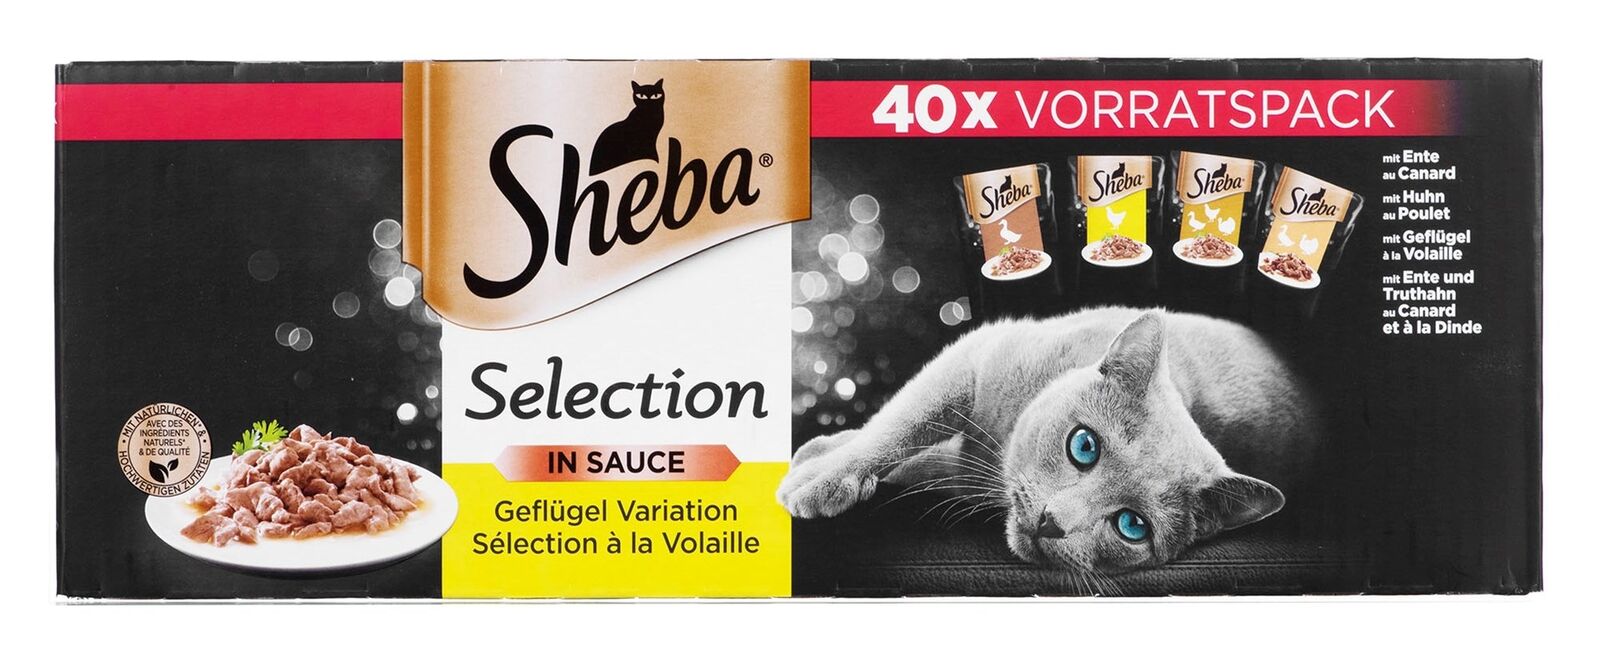 40X VORRATSPACK
Sheba®
Sheba
Sheba
Sheba
Sheba
mit Ente
au Canard
mit Huhn
au Poulet
mit Geflügel
à la Volaille
mit Ente und
Truthahn
au Canard
et à la Dinde
Selection
IN SAUCE
Geflügel Variation
Sélection à la Volaille
MIT NATÜRLICHEN* &
HOCHWERTIGEN ZUTATEN
AVEC DES
INGRÉDIENTS
NATURELS*
& DE QUALITÉ